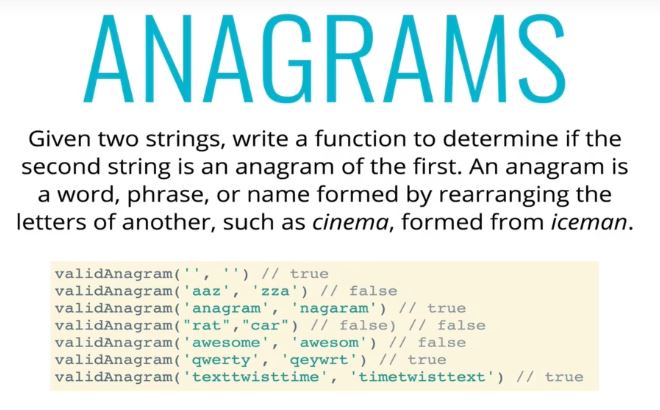 ANAGRAMS
Given two strings, write a function to determine if the
second string is an anagram of the first. An anagram is
a word, phrase, or name formed by rearranging the
letters of another, such as cinema, formed from iceman.
validAnagram('', '') // true
validAnagram('aaz', 'zza') // false
validAnagram('anagram', 'nagaram') // true
validAnagram("rat","car") // false) // false
validAnagram('awesome', 'awesom') // false
validAnagram('qwerty', 'qeywrt') // true
validAnagram('texttwisttime', 'timetwisttext') // true